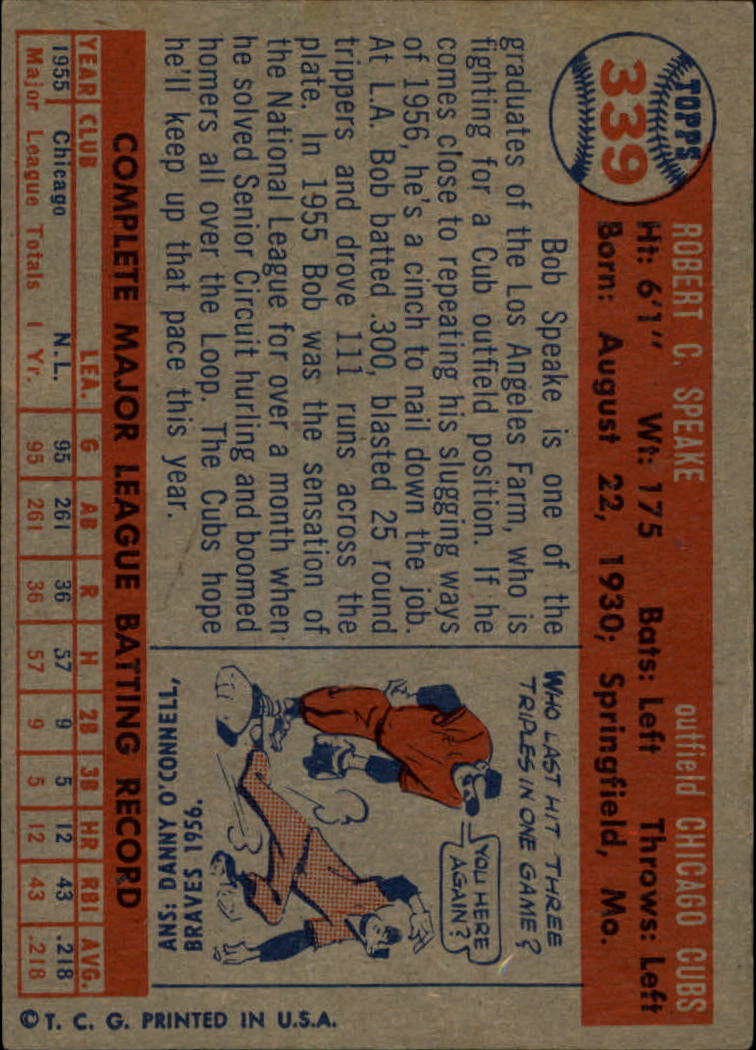 TOPPS
339
ROBERT C. SPEAKE outfield CHICAGO CUBS
Ht: 6'1" Wt: 175 Bats: Left Throws: Left
Born: August 22, 1930; Springfield, Mo.
Bob Speake is one of the
graduates of the Los Angeles Farm, who is
fighting for a Cub outfield position. If he
comes close to repeating his slugging ways
of 1956, he's a cinch to nail down the job.
At L.A. Bob batted .300, blasted 25 round
trippers and drove 111 runs across the
plate. In 1955 Bob was the sensation of
the National League for over a month when
he solved Senior Circuit hurling and boomed
homers all over the Loop. The Cubs hope
he'll keep up that pace this year.
WHO LAST HIT THREE
TRIPLES IN ONE GAME?
YOU HERE
AGAIN?
ANS: DANNY O'CONNELL,
BRAVES 1956.
COMPLETE MAJOR LEAGUE BATTING RECORD
YEAR CLUB LEA. G AB R H 2B 3B HR RBI AVG.
1955 Chicago N.L. 95 261 36 57 9 5 12 43 .218
Major League Totals 1 Yr. 95 261 36 57 9 5 12 43 .218
© T. C. G. PRINTED IN U.S.A.